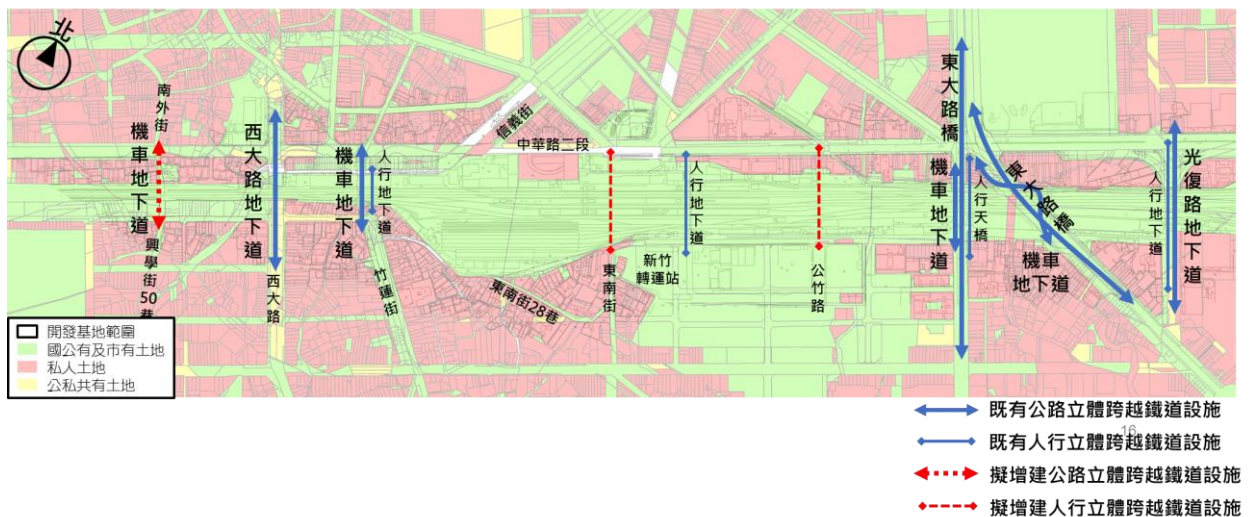 北
南外街
機車地下道
興學街50巷
西大路地下道
西大路
機車地下道
人行地下道
竹蓮街
信義街
中華路二段
東南街28巷
東南街
人行地下道
新竹
轉運站
公竹路
東大路橋
機車地下道
人行天橋
東大路橋
機車
地下道
人行地下道
光復路地下道
開發基地範圍
國公有及市有土地
私人土地
公私共有土地
既有公路立體跨越鐵道設施
16
既有人行立體跨越鐵道設施
擬增建公路立體跨越鐵道設施
擬增建人行立體跨越鐵道設施